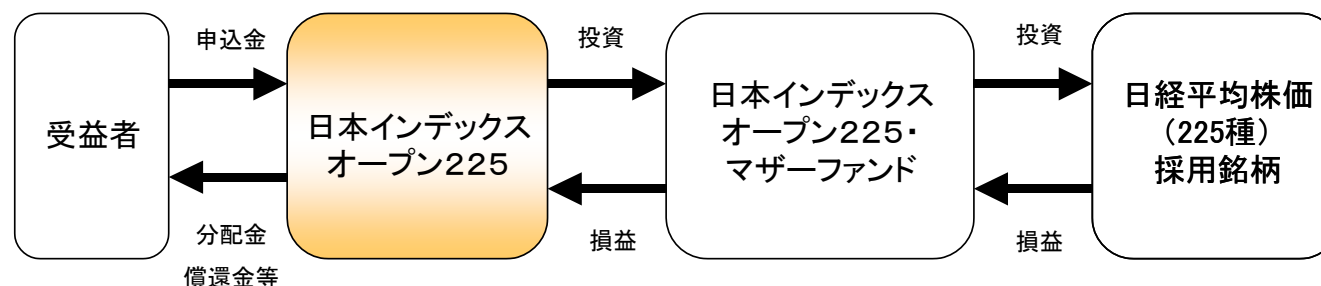 受益者
申込金
分配金
償還金等
日本インデックス
オープン225
投資
損益
日本インデックス
オープン225・
マザーファンド
投資
損益
日経平均株価
(225種)
採用銘柄